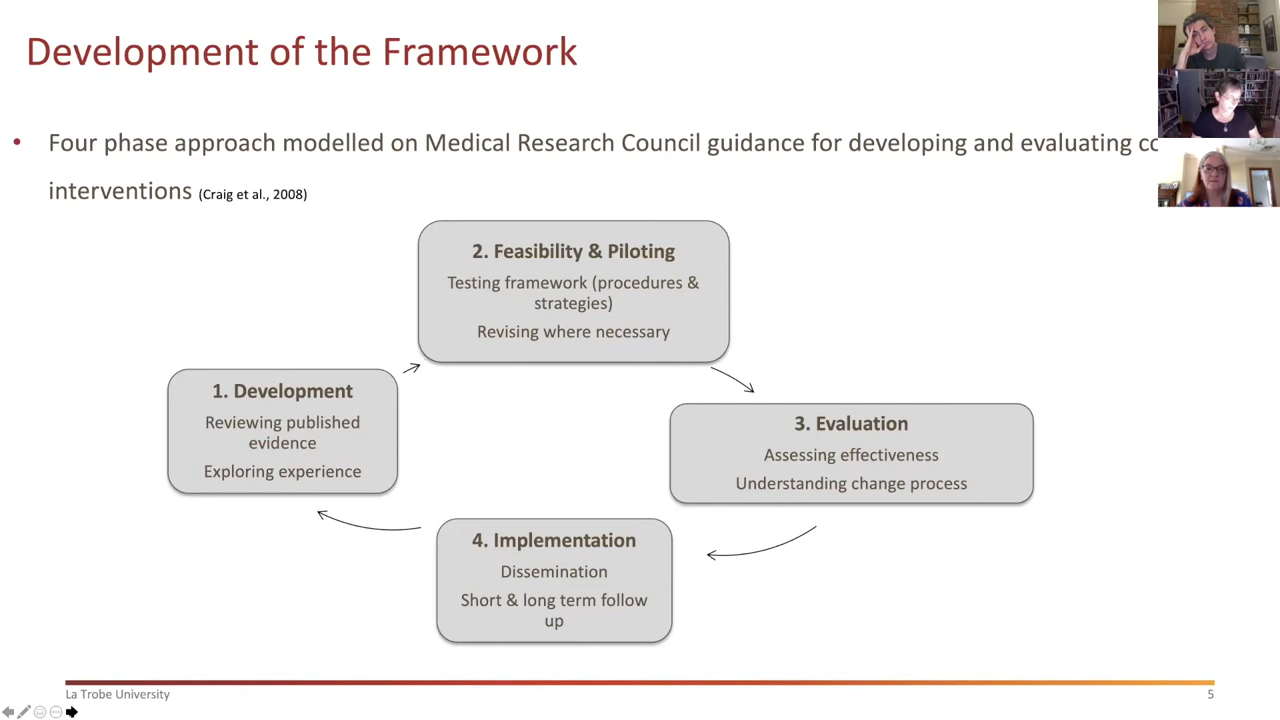 Development of the Framework
• Four phase approach modelled on Medical Research Council guidance for developing and evaluating co
interventions (Craig et al., 2008)
2. Feasibility & Piloting
Testing framework (procedures &
strategies)
Revising where necessary
1. Development
Reviewing published
evidence
Exploring experience
3. Evaluation
Assessing effectiveness
Understanding change process
4. Implementation
Dissemination
Short & long term follow
up
La Trobe University
5